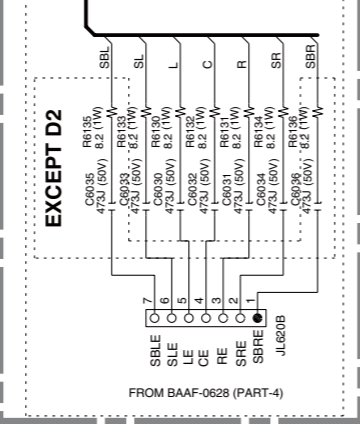 SBL
SL
L
C
R
SR
SBR
EXCEPT D2
R6135
8.2 (1W)
R6133
8.2 (1W)
R6130
8.2 (1W)
R6132
8.2 (1W)
R6131
8.2 (1W)
R6134
8.2 (1W)
R6136
8.2 (1W)
C6035
473J (50V)
C6033
473J (50V)
C6030
473J (50V)
C6032
473J (50V)
C6031
473J (50V)
C6034
473J (50V)
C6036
473J (50V)
7
6
5
4
3
2
1
SBLE
SLE
LE
CE
RE
SRE
SBRE
JL620B
FROM BAAF-0628 (PART-4)